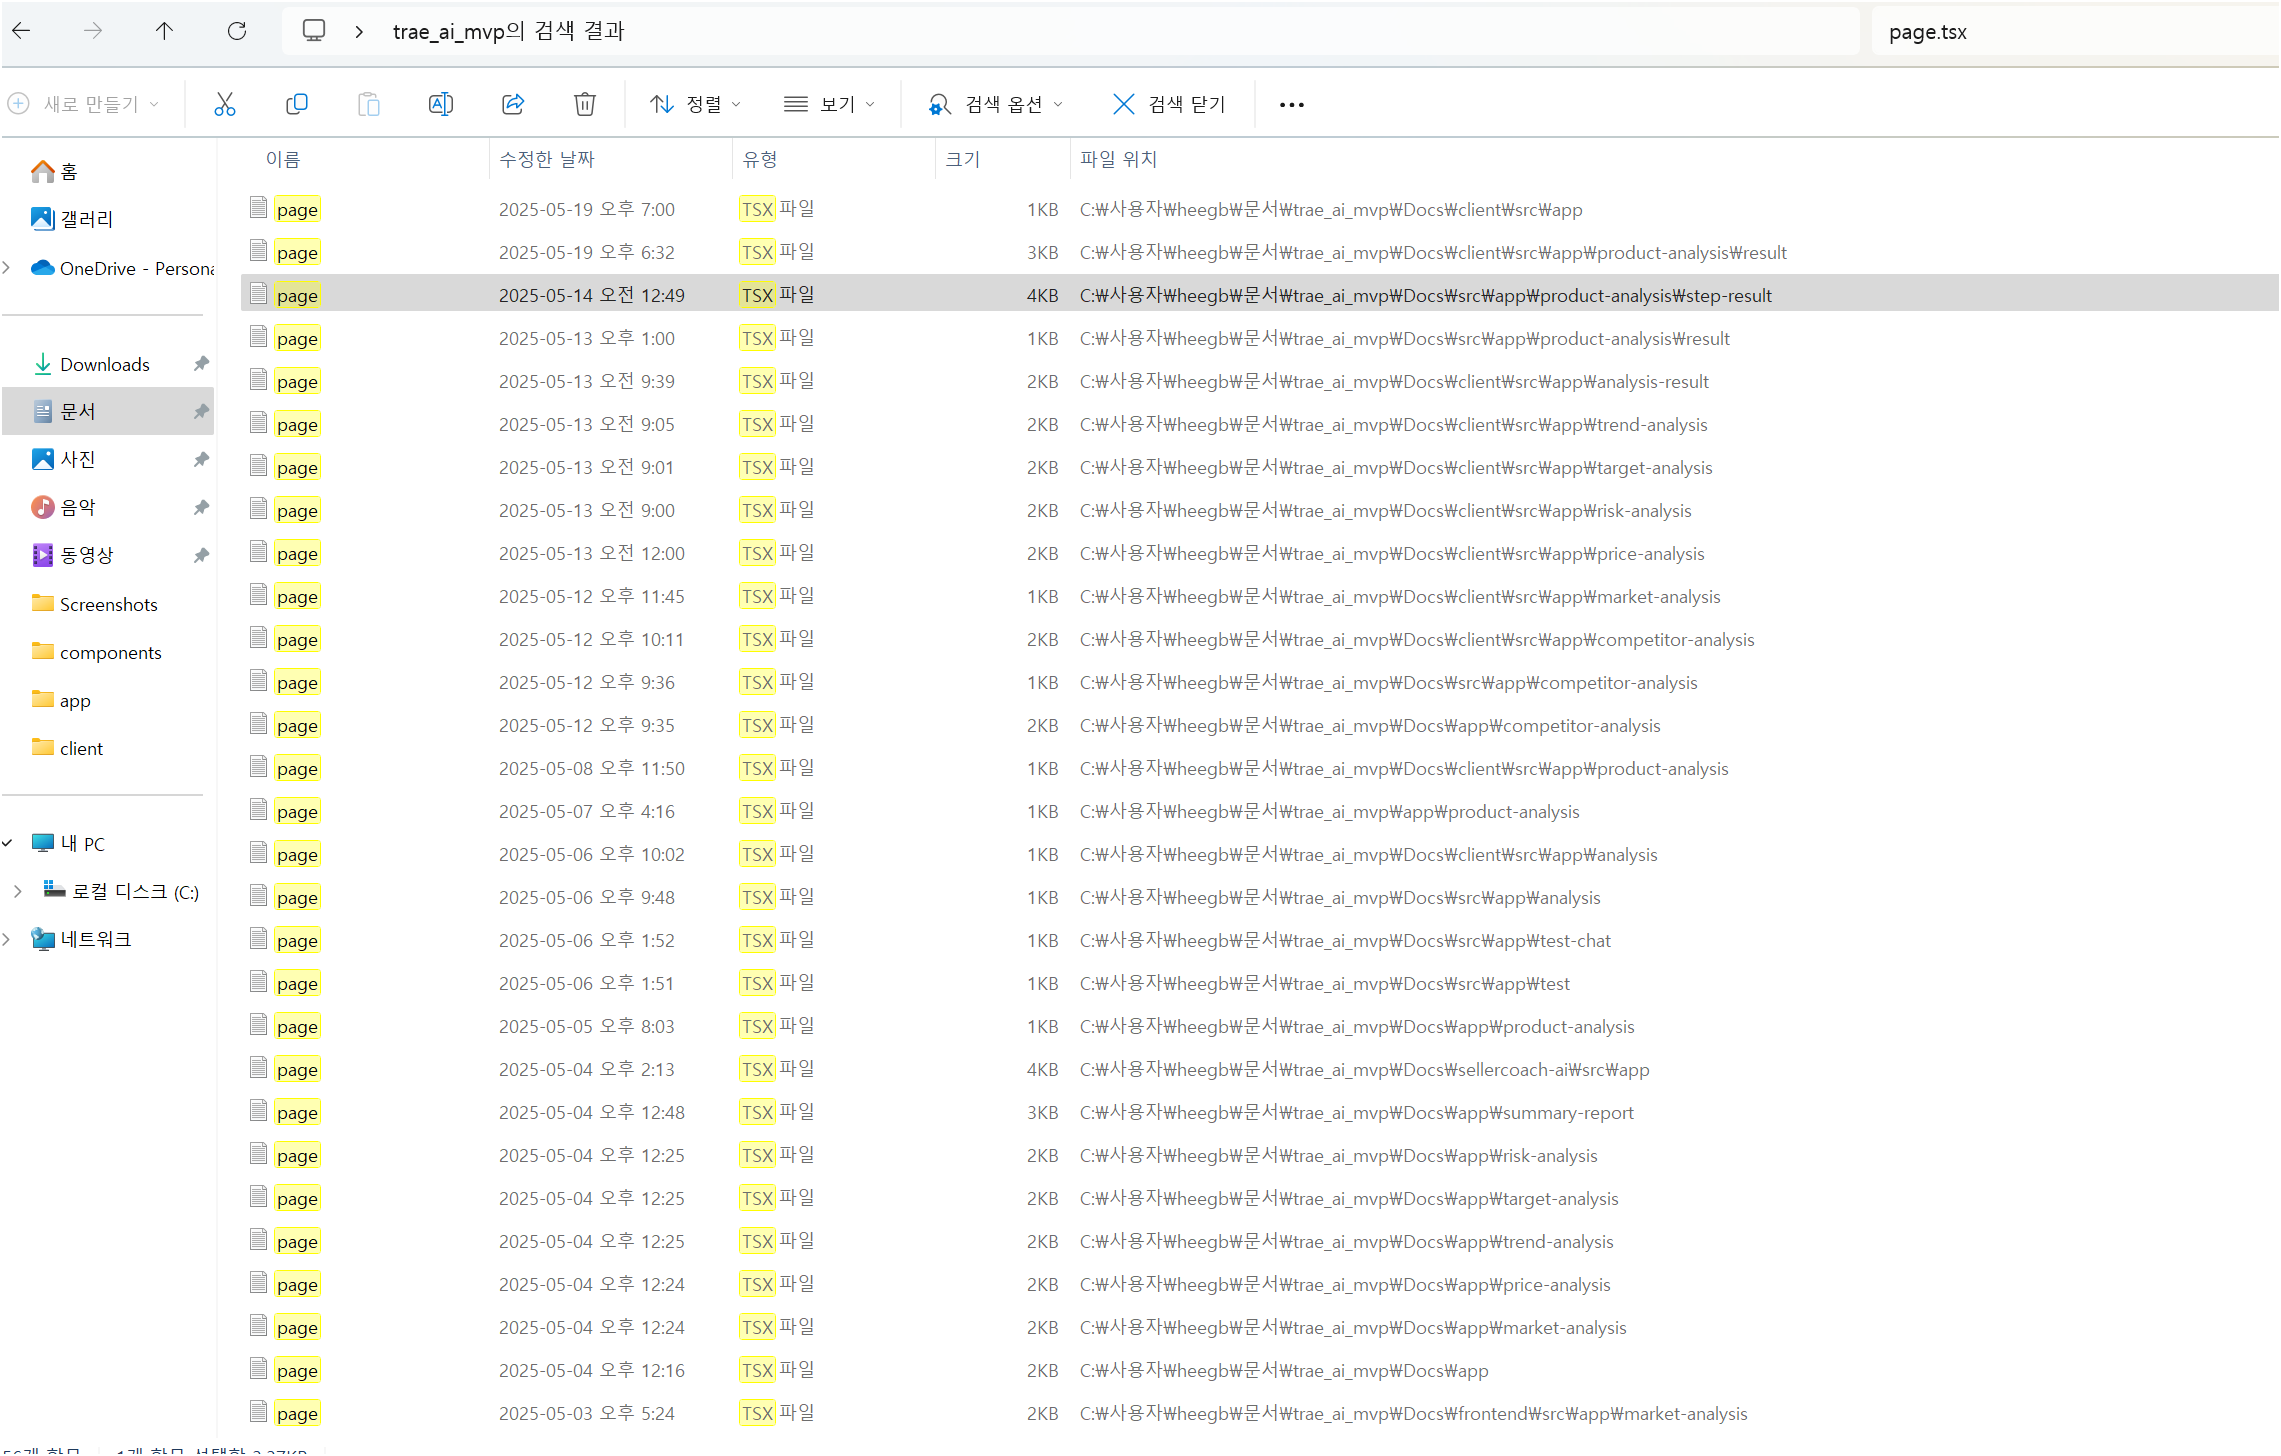 trae_ai_mvp의 검색 결과
page.tsx
새로 만들기
정렬
보기
검색 옵션
검색 닫기
이름 수정한 날짜 유형 크기 파일 위치
홈
갤러리
OneDrive - Persona
Downloads
문서
사진
음악
동영상
Screenshots
components
app
client
내 PC
로컬 디스크 (C:)
네트워크
page 2025-05-19 오후 7:00 TSX 파일 1KB C:₩사용자₩heegb₩문서₩trae_ai_mvp₩Docs₩client₩src₩app
page 2025-05-19 오후 6:32 TSX 파일 3KB C:₩사용자₩heegb₩문서₩trae_ai_mvp₩Docs₩client₩src₩app₩product-analysis₩result
page 2025-05-14 오전 12:49 TSX 파일 4KB C:₩사용자₩heegb₩문서₩trae_ai_mvp₩Docs₩src₩app₩product-analysis₩step-result
page 2025-05-13 오후 1:00 TSX 파일 1KB C:₩사용자₩heegb₩문서₩trae_ai_mvp₩Docs₩src₩app₩product-analysis₩result
page 2025-05-13 오전 9:39 TSX 파일 2KB C:₩사용자₩heegb₩문서₩trae_ai_mvp₩Docs₩client₩src₩app₩analysis-result
page 2025-05-13 오전 9:05 TSX 파일 2KB C:₩사용자₩heegb₩문서₩trae_ai_mvp₩Docs₩client₩src₩app₩trend-analysis
page 2025-05-13 오전 9:01 TSX 파일 2KB C:₩사용자₩heegb₩문서₩trae_ai_mvp₩Docs₩client₩src₩app₩target-analysis
page 2025-05-13 오전 9:00 TSX 파일 2KB C:₩사용자₩heegb₩문서₩trae_ai_mvp₩Docs₩client₩src₩app₩risk-analysis
page 2025-05-13 오전 12:00 TSX 파일 2KB C:₩사용자₩heegb₩문서₩trae_ai_mvp₩Docs₩client₩src₩app₩price-analysis
page 2025-05-12 오후 11:45 TSX 파일 1KB C:₩사용자₩heegb₩문서₩trae_ai_mvp₩Docs₩client₩src₩app₩market-analysis
page 2025-05-12 오후 10:11 TSX 파일 2KB C:₩사용자₩heegb₩문서₩trae_ai_mvp₩Docs₩client₩src₩app₩competitor-analysis
page 2025-05-12 오후 9:36 TSX 파일 1KB C:₩사용자₩heegb₩문서₩trae_ai_mvp₩Docs₩src₩app₩competitor-analysis
page 2025-05-12 오후 9:35 TSX 파일 2KB C:₩사용자₩heegb₩문서₩trae_ai_mvp₩Docs₩app₩competitor-analysis
page 2025-05-08 오후 11:50 TSX 파일 1KB C:₩사용자₩heegb₩문서₩trae_ai_mvp₩Docs₩client₩src₩app₩product-analysis
page 2025-05-07 오후 4:16 TSX 파일 1KB C:₩사용자₩heegb₩문서₩trae_ai_mvp₩app₩product-analysis
page 2025-05-06 오후 10:02 TSX 파일 1KB C:₩사용자₩heegb₩문서₩trae_ai_mvp₩Docs₩client₩src₩app₩analysis
page 2025-05-06 오후 9:48 TSX 파일 1KB C:₩사용자₩heegb₩문서₩trae_ai_mvp₩Docs₩src₩app₩analysis
page 2025-05-06 오후 1:52 TSX 파일 1KB C:₩사용자₩heegb₩문서₩trae_ai_mvp₩Docs₩src₩app₩test-chat
page 2025-05-06 오후 1:51 TSX 파일 1KB C:₩사용자₩heegb₩문서₩trae_ai_mvp₩Docs₩src₩app₩test
page 2025-05-05 오후 8:03 TSX 파일 1KB C:₩사용자₩heegb₩문서₩trae_ai_mvp₩Docs₩app₩product-analysis
page 2025-05-04 오후 2:13 TSX 파일 4KB C:₩사용자₩heegb₩문서₩trae_ai_mvp₩Docs₩sellercoach-ai₩src₩app
page 2025-05-04 오후 12:48 TSX 파일 3KB C:₩사용자₩heegb₩문서₩trae_ai_mvp₩Docs₩app₩summary-report
page 2025-05-04 오후 12:25 TSX 파일 2KB C:₩사용자₩heegb₩문서₩trae_ai_mvp₩Docs₩app₩risk-analysis
page 2025-05-04 오후 12:25 TSX 파일 2KB C:₩사용자₩heegb₩문서₩trae_ai_mvp₩Docs₩app₩target-analysis
page 2025-05-04 오후 12:25 TSX 파일 2KB C:₩사용자₩heegb₩문서₩trae_ai_mvp₩Docs₩app₩trend-analysis
page 2025-05-04 오후 12:24 TSX 파일 2KB C:₩사용자₩heegb₩문서₩trae_ai_mvp₩Docs₩app₩price-analysis
page 2025-05-04 오후 12:24 TSX 파일 2KB C:₩사용자₩heegb₩문서₩trae_ai_mvp₩Docs₩app₩market-analysis
page 2025-05-04 오후 12:16 TSX 파일 2KB C:₩사용자₩heegb₩문서₩trae_ai_mvp₩Docs₩app
page 2025-05-03 오후 5:24 TSX 파일 2KB C:₩사용자₩heegb₩문서₩trae_ai_mvp₩Docs₩frontend₩src₩app₩market-analysis